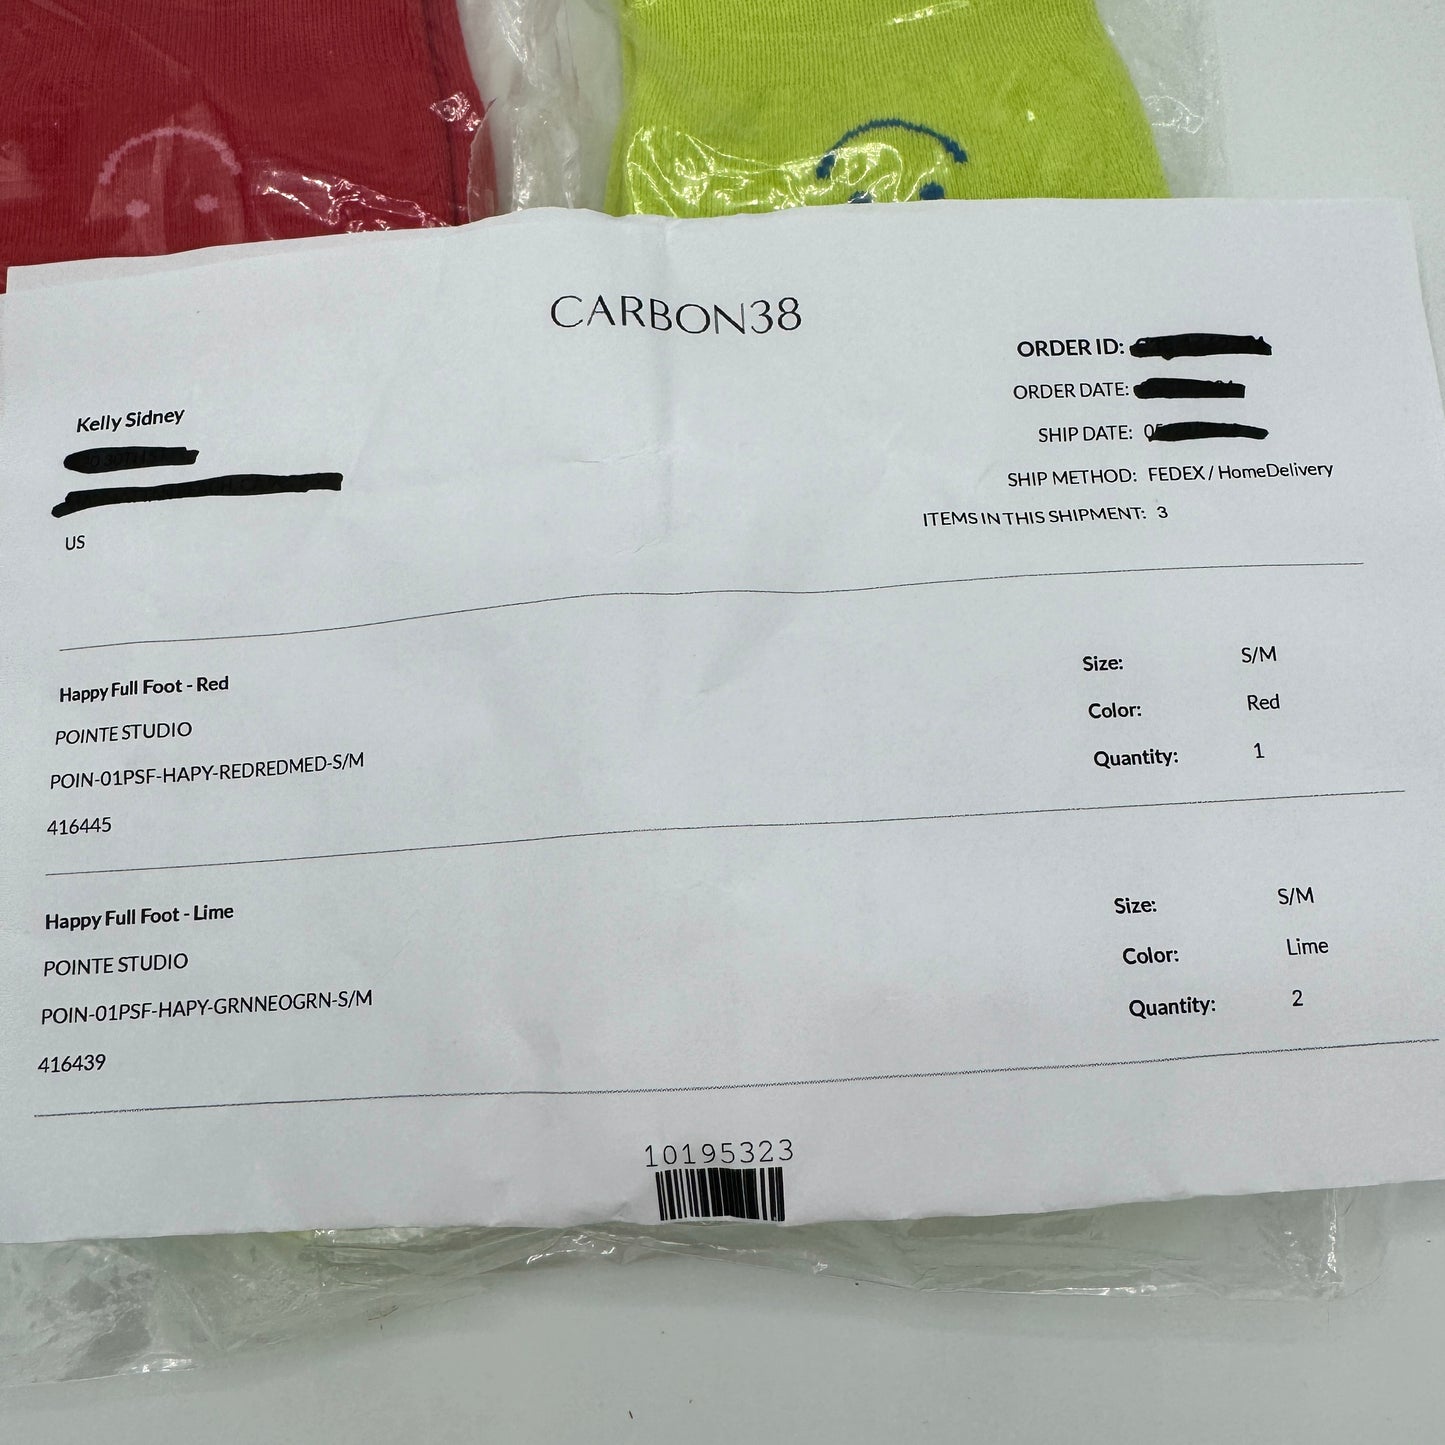 CARBON38
Kelly Sidney
US
ORDER ID:
ORDER DATE:
SHIP DATE:
SHIP METHOD: FEDEX / HomeDelivery
ITEMS IN THIS SHIPMENT: 3
Happy Full Foot - Red
POINTE STUDIO
POIN-01PSF-HAPY-REDREDMED-S/M
416445
Size: S/M
Color: Red
Quantity: 1
Happy Full Foot - Lime
POINTE STUDIO
POIN-01PSF-HAPY-GRNNEOGRN-S/M
416439
Size: S/M
Color: Lime
Quantity: 2
10195323